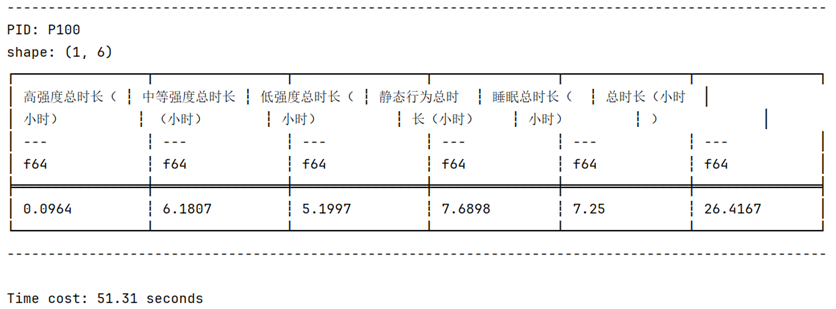 PID: P100
shape: (1, 6)
高强度总时长（ ┆ 中等强度总时长 ┆ 低强度总时长（ ┆ 静态行为总时 ┆ 睡眠总时长（ ┆ 总时长（小时
小时） ┆ （小时） ┆ 小时） ┆ 长（小时） ┆ 小时） ┆ ）
--- ┆ --- ┆ --- ┆ --- ┆ --- ┆ ---
f64 ┆ f64 ┆ f64 ┆ f64 ┆ f64 ┆ f64
0.0964 ┆ 6.1807 ┆ 5.1997 ┆ 7.6898 ┆ 7.25 ┆ 26.4167
Time cost: 51.31 seconds